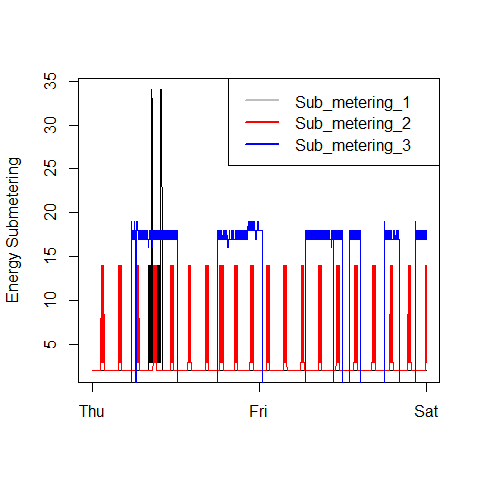 Energy Submetering
35
30
25
20
15
10
5
Sub_metering_1
Sub_metering_2
Sub_metering_3
Thu Fri Sat